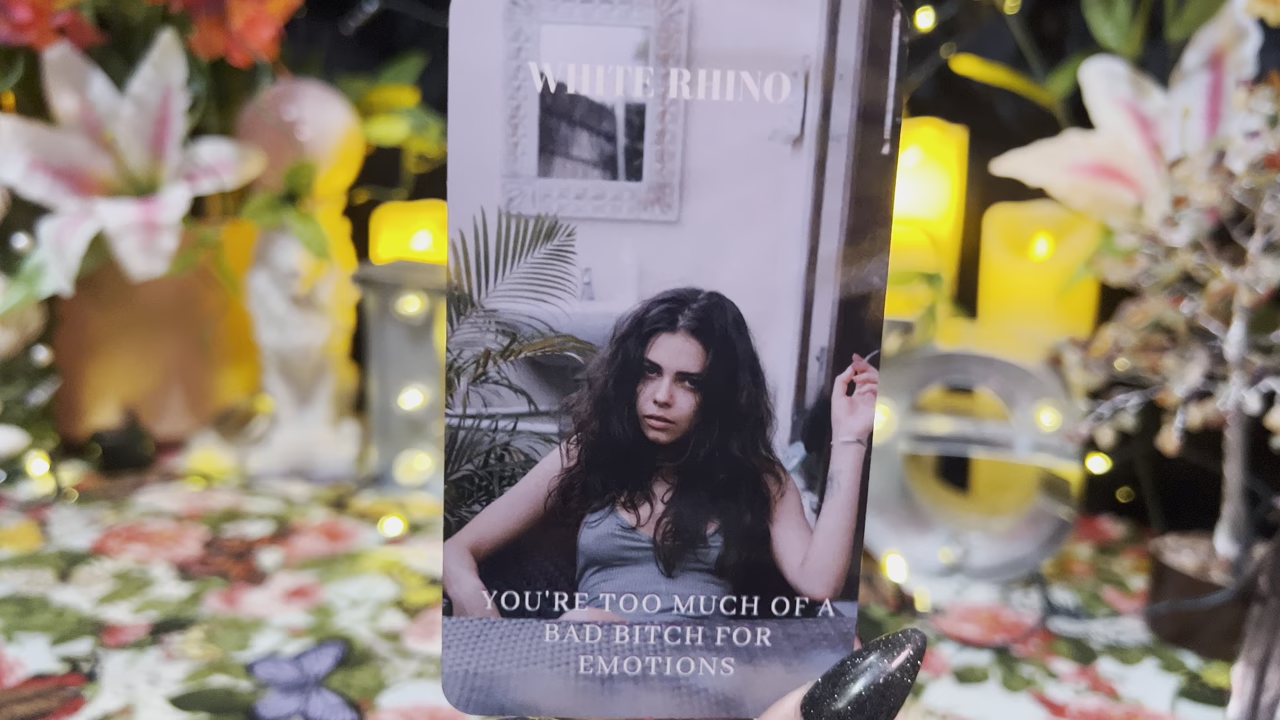 WHITE RHINO
YOU'RE TOO MUCH OF A
BAD BITCH FOR
EMOTIONS